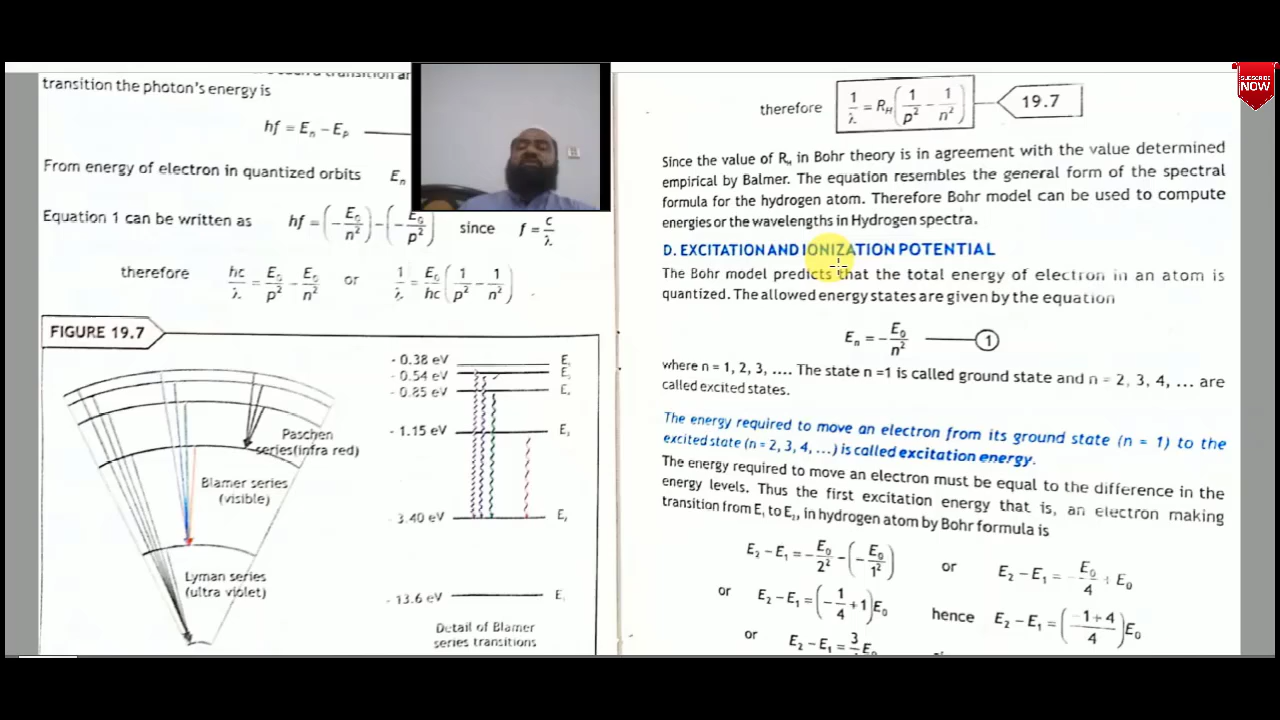 transition the photon's energy is
hf = Eₙ − Eₚ
From energy of electron in quantized orbits Eₙ
Equation 1 can be written as hf = (−E₀/n²) − (−E₀/p²) since f = c/λ
therefore hc/λ = E₀/p² − E₀/n² or 1/λ = E₀/hc (1/p² − 1/n²)
FIGURE 19.7
Paschen
series(infra red)
Blamer series
(visible)
Lyman series
(ultra violet)
- 0.38 eV E
- 0.54 eV E
- 0.85 eV E
- 1.15 eV E
- 3.40 eV E
- 13.6 eV E
Detail of Blamer
series transitions
therefore 1/λ = R_H (1/p² − 1/n²) 19.7
Since the value of R_H in Bohr theory is in agreement with the value determined
empirical by Balmer. The equation resembles the general form of the spectral
formula for the hydrogen atom. Therefore Bohr model can be used to compute
energies or the wavelengths in Hydrogen spectra.
D. EXCITATION AND IONIZATION POTENTIAL
The Bohr model predicts that the total energy of electron in an atom is
quantized. The allowed energy states are given by the equation
Eₙ = −E₀/n² 1
where n = 1, 2, 3, .... The state n =1 is called ground state and n = 2, 3, 4, ... are
called excited states.
The energy required to move an electron from its ground state (n = 1) to the
excited state (n = 2, 3, 4, ...) is called excitation energy.
The energy required to move an electron must be equal to the difference in the
energy levels. Thus the first excitation energy that is, an electron making
transition from E₁ to E₂, in hydrogen atom by Bohr formula is
E₂ − E₁ = −E₀/2² − (−E₀/1²) or E₂ − E₁ = −E₀/4 + E₀
or E₂ − E₁ = (−1/4 + 1)E₀ hence E₂ − E₁ = (−1+4/4)E₀
or E₂ − E₁ = 3/ E₀
SUBSCRIBE
NOW